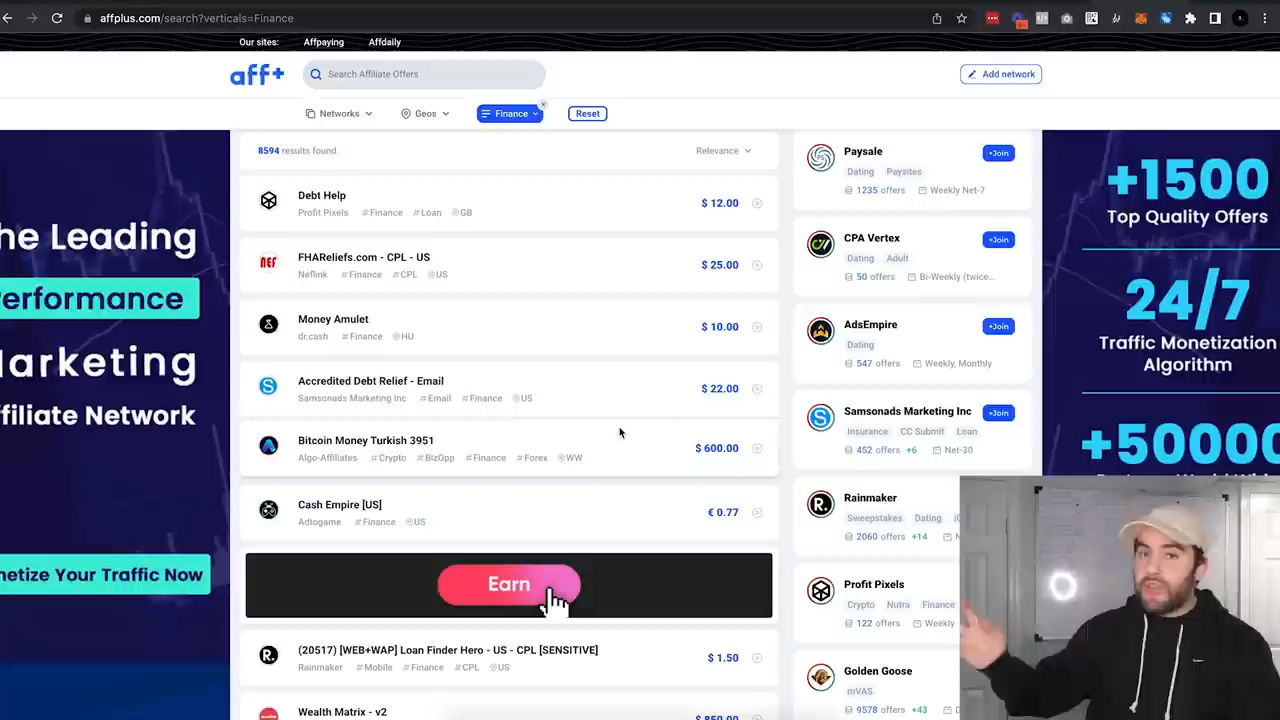 affplus.com/search?verticals=Finance
Our sites: Affpaying Affdaily
aff+
Search Affiliate Offers
Add network
Networks
Geos
Finance
Reset
8594 results found.
Relevance
Debt Help
$ 12.00
Profit Pixels #Finance #Loan GB
FHAReliefs.com - CPL - US
$ 25.00
Neflink #Finance #CPL US
Money Amulet
$ 10.00
dr.cash #Finance HU
Accredited Debt Relief - Email
$ 22.00
Samsonads Marketing Inc #Email #Finance US
Bitcoin Money Turkish 3951
$ 600.00
Algo-Affiliates #Crypto #BizOpp #Finance #Forex WW
Cash Empire [US]
€ 0.77
Adtogame #Finance US
Earn
(20517) [WEB+WAP] Loan Finder Hero - US - CPL [SENSITIVE]
$ 1.50
Rainmaker #Mobile #Finance #CPL US
Wealth Matrix - v2
$ 850.00
Paysale
+Join
Dating Paysites
1235 offers Weekly Net-7
CPA Vertex
+Join
Dating Adult
50 offers Bi-Weekly (twice...
AdsEmpire
+Join
Dating
547 offers Weekly, Monthly
Samsonads Marketing Inc
+Join
Insurance CC Submit Loan
452 offers +6 Net-30
Rainmaker
Sweepstakes Dating
2060 offers +14
Profit Pixels
Crypto Nutra Finance
122 offers Weekly
Golden Goose
mVAS
9578 offers +43
he Leading
erformance
arketing
ffiliate Network
netize Your Traffic Now
+1500
Top Quality Offers
24/7
Traffic Monetization
Algorithm
+50000